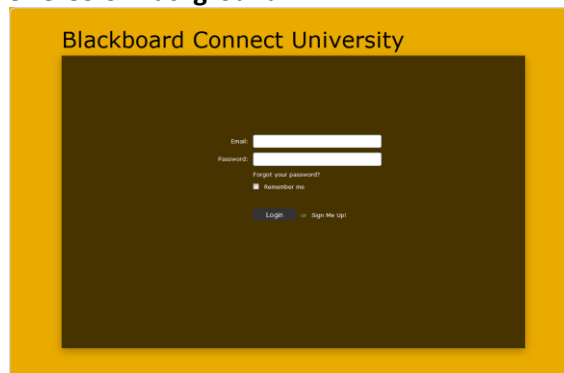 Blackboard Connect University
Email:
Password:
Forgot your password?
Remember me
Login or Sign Me Up!